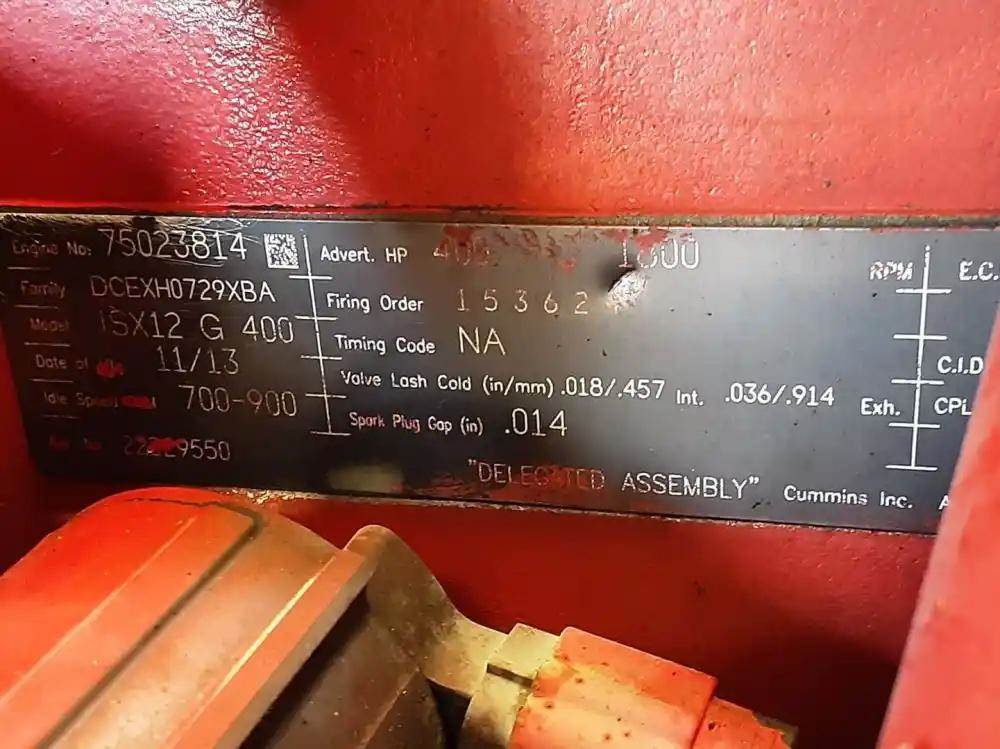 Engine No: 75023814
Family DCEXH0729XBA
Model ISX12 G 400
Date of 11/13
Idle Speed 700-900
9550
Advert. HP 400 RPM
Firing Order 1 5 3 6 2
Timing Code NA
Valve Lash Cold (in/mm) .018/.457 Int. .036/.914 Exh.
Spark Plug Gap (in) .014
"DELEGATED ASSEMBLY" Cummins Inc.
E.C.
C.I.D
CPL